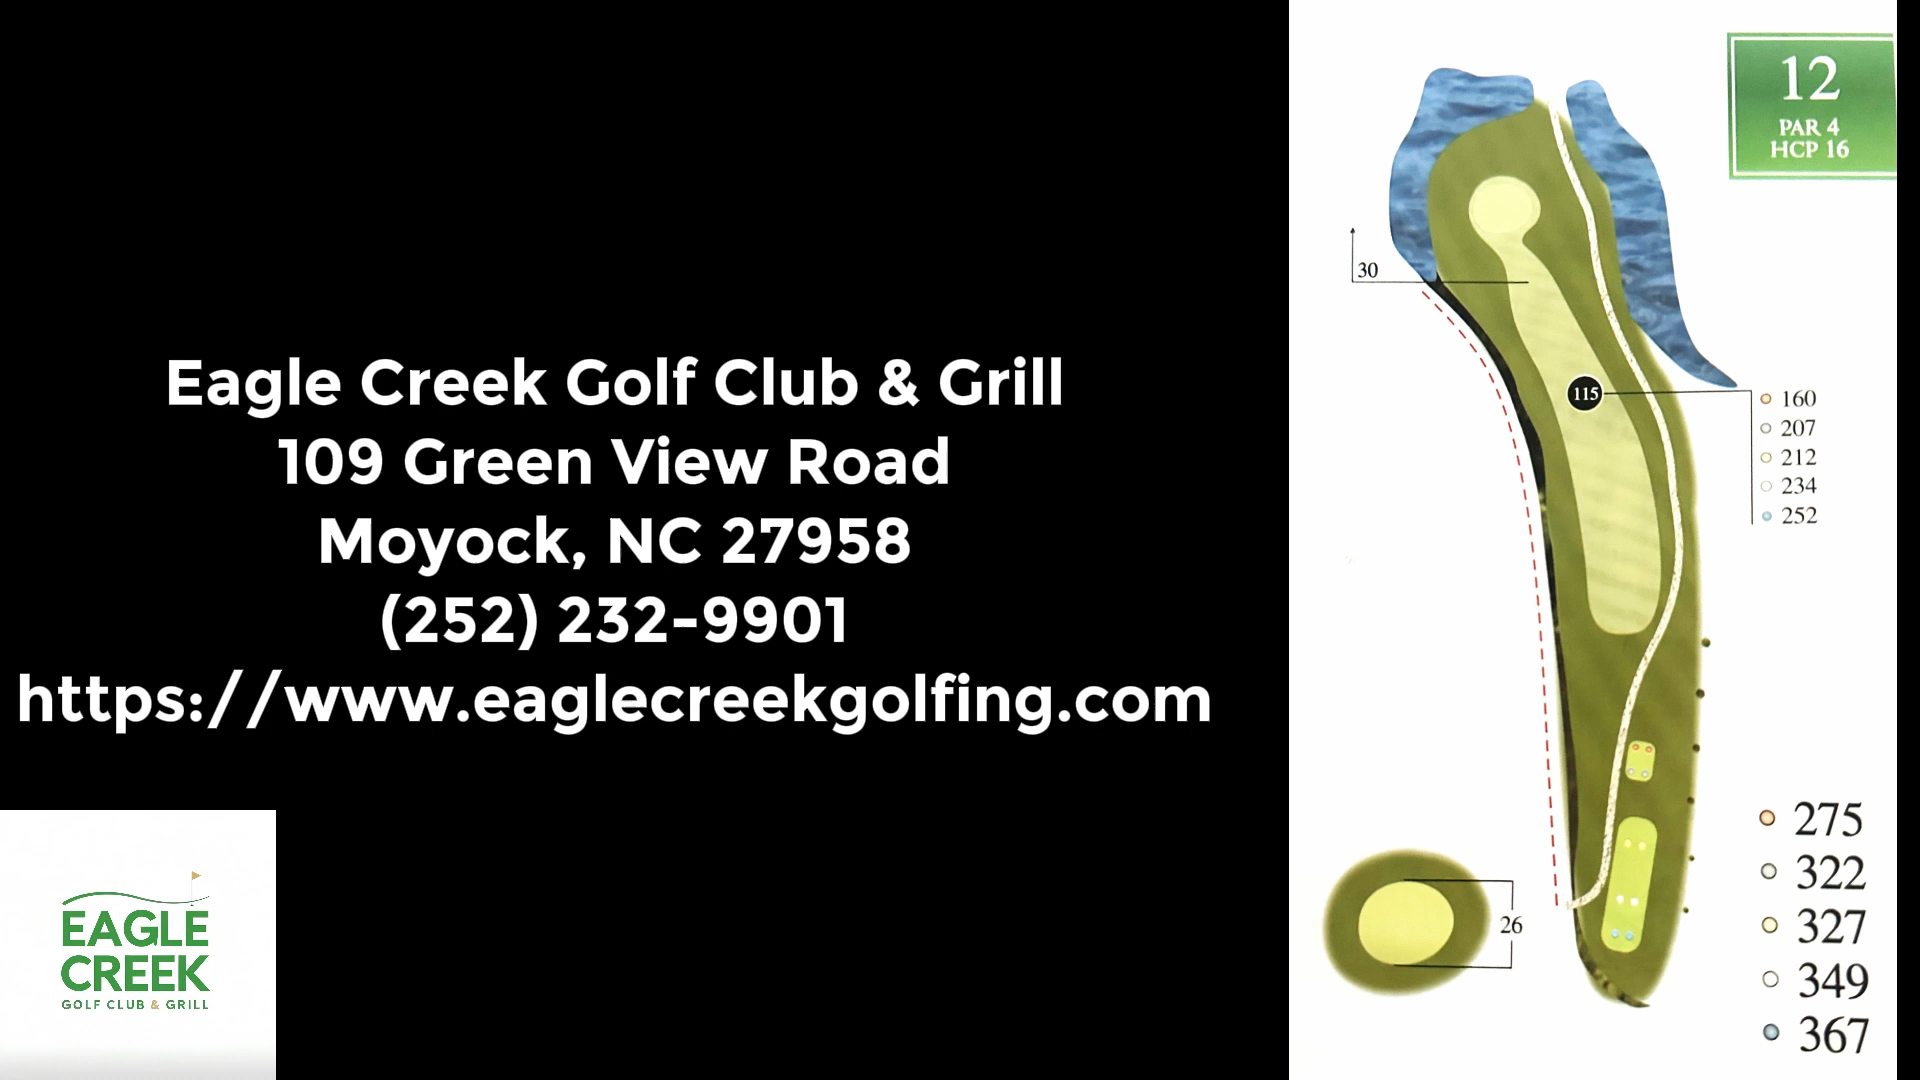 Eagle Creek Golf Club & Grill
109 Green View Road
Moyock, NC 27958
(252) 232-9901
https://www.eaglecreekgolfing.com
EAGLE
CREEK
GOLF CLUB & GRILL
12
PAR 4
HCP 16
30
115
160
207
212
234
252
26
275
322
327
349
367